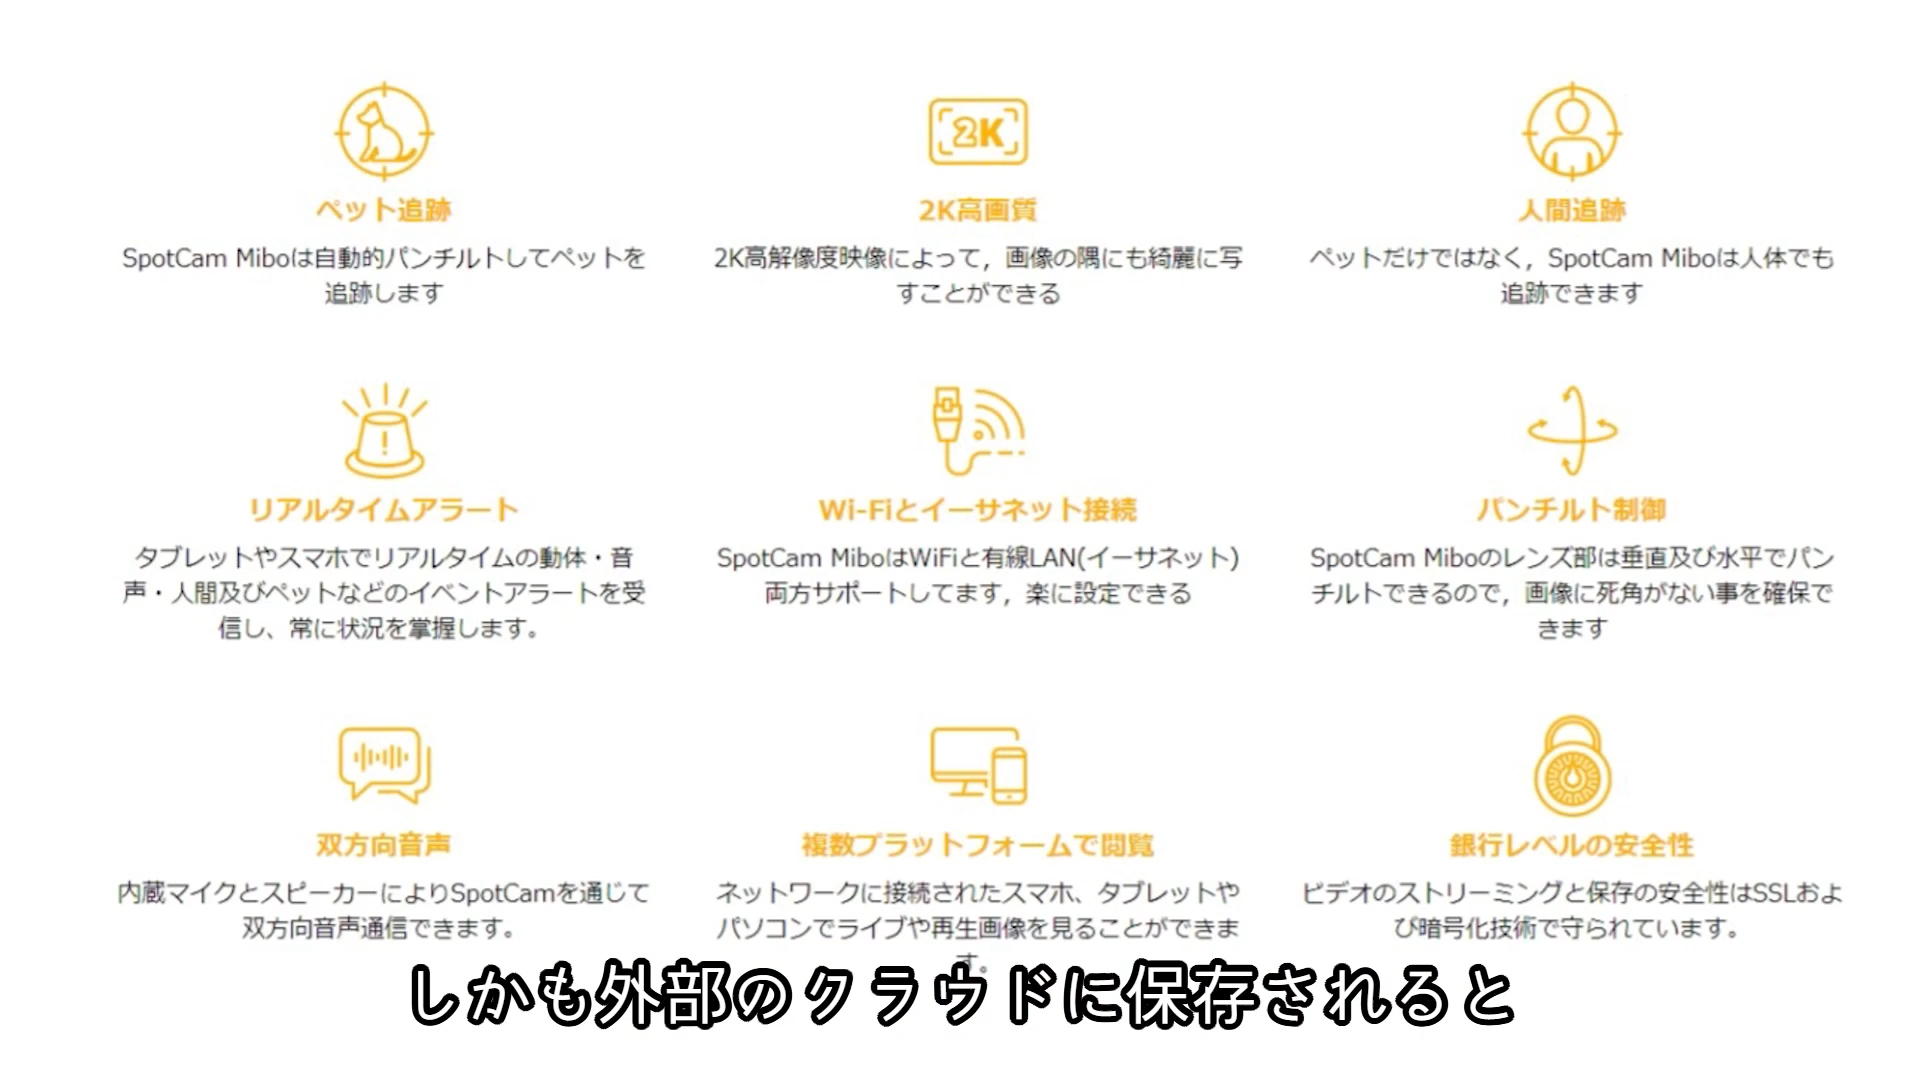 2K
ペット追跡
SpotCam Miboは自動的パンチルトしてペットを
追跡します
2K高画質
2K高解像度映像によって，画像の隅にも綺麗に写
すことができる
人間追跡
ペットだけではなく，SpotCam Miboは人体でも
追跡できます
リアルタイムアラート
タブレットやスマホでリアルタイムの動体・音
声・人間及びペットなどのイベントアラートを受
信し、常に状況を掌握します。
Wi-Fiとイーサネット接続
SpotCam MiboはWiFiと有線LAN(イーサネット)
両方サポートしてます，楽に設定できる
パンチルト制御
SpotCam Miboのレンズ部は垂直及び水平でパン
チルトできるので，画像に死角がない事を確保で
きます
双方向音声
内蔵マイクとスピーカーによりSpotCamを通じて
双方向音声通信できます。
複数プラットフォームで閲覧
ネットワークに接続されたスマホ、タブレットや
パソコンでライブや再生画像を見ることができま
す。
銀行レベルの安全性
ビデオのストリーミングと保存の安全性はSSLおよ
び暗号化技術で守られています。
しかも外部のクラウドに保存されると